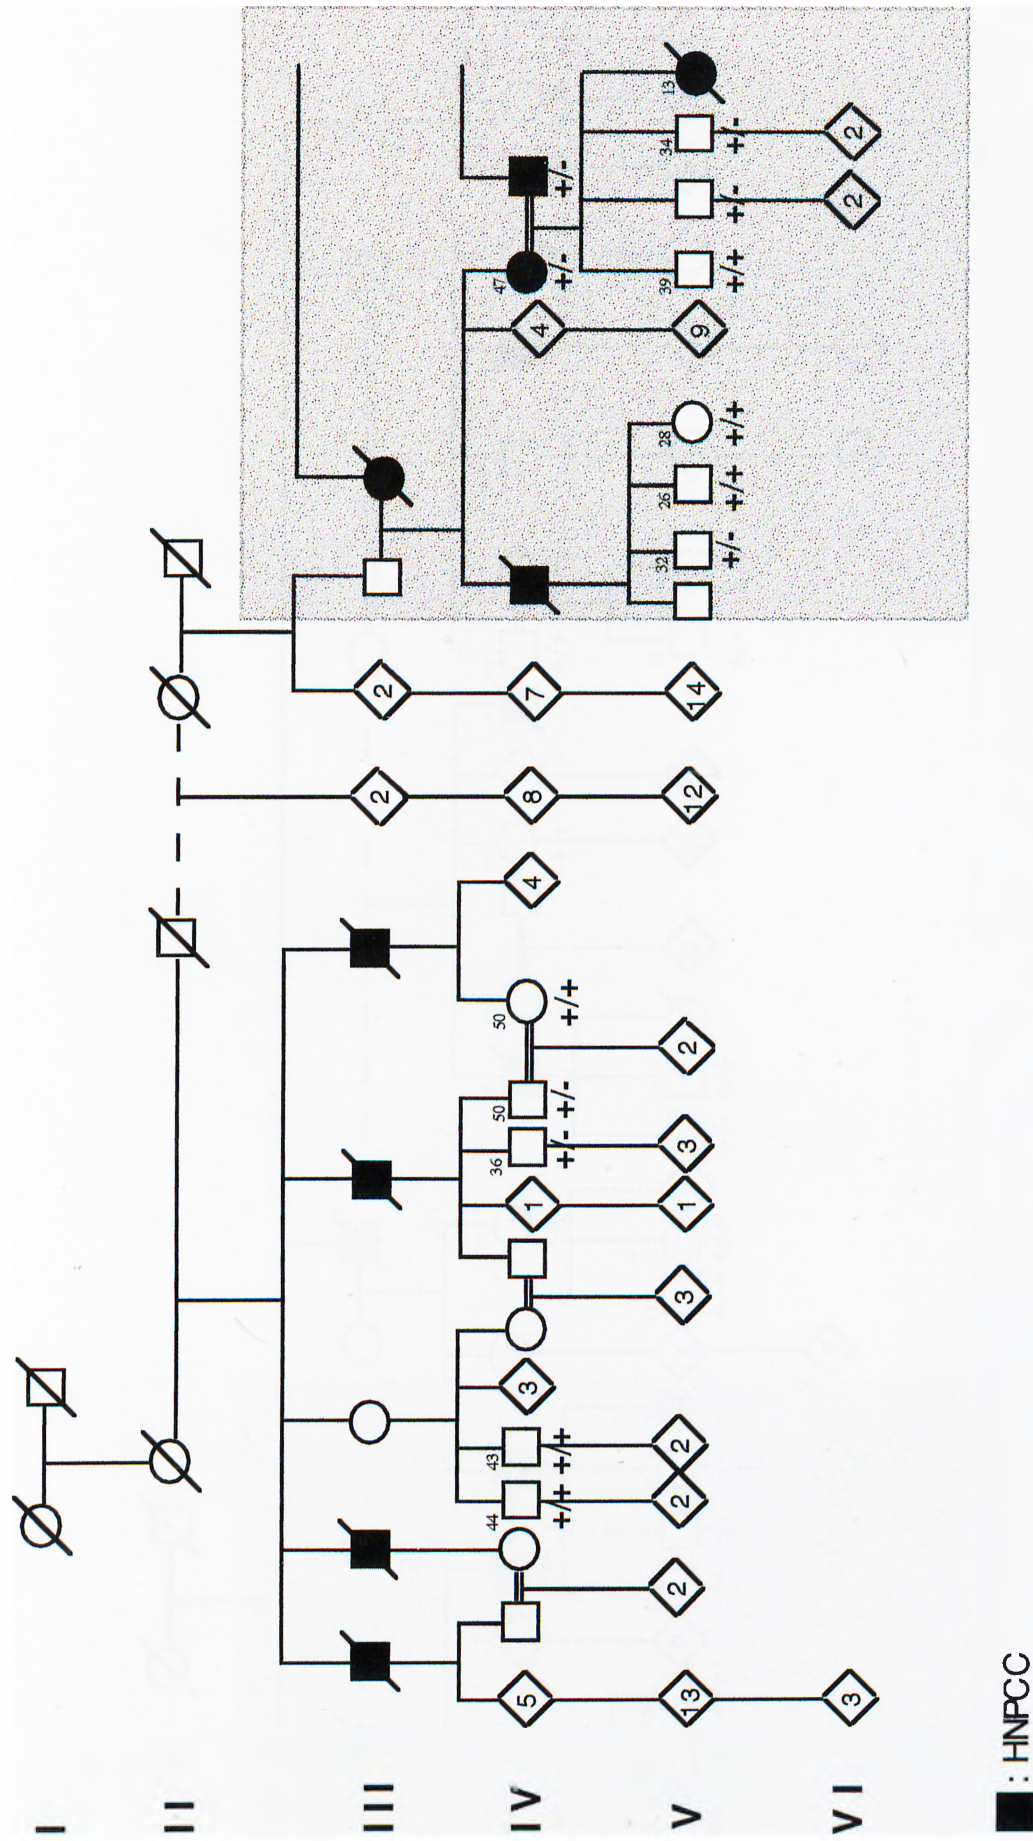 I
II
III 2 2
44 43 36 50 50 47
IV 5 3 1 4 8 7 4
+/+ +/+ +/- +/- +/+ +/- +/-
32 26 28 39 34 13
V 13 2 2 2 3 1 3 2 12 14 9
+/- +/+ +/+ +/+ +/- +/-
VI 3 2 2
: HNPCC